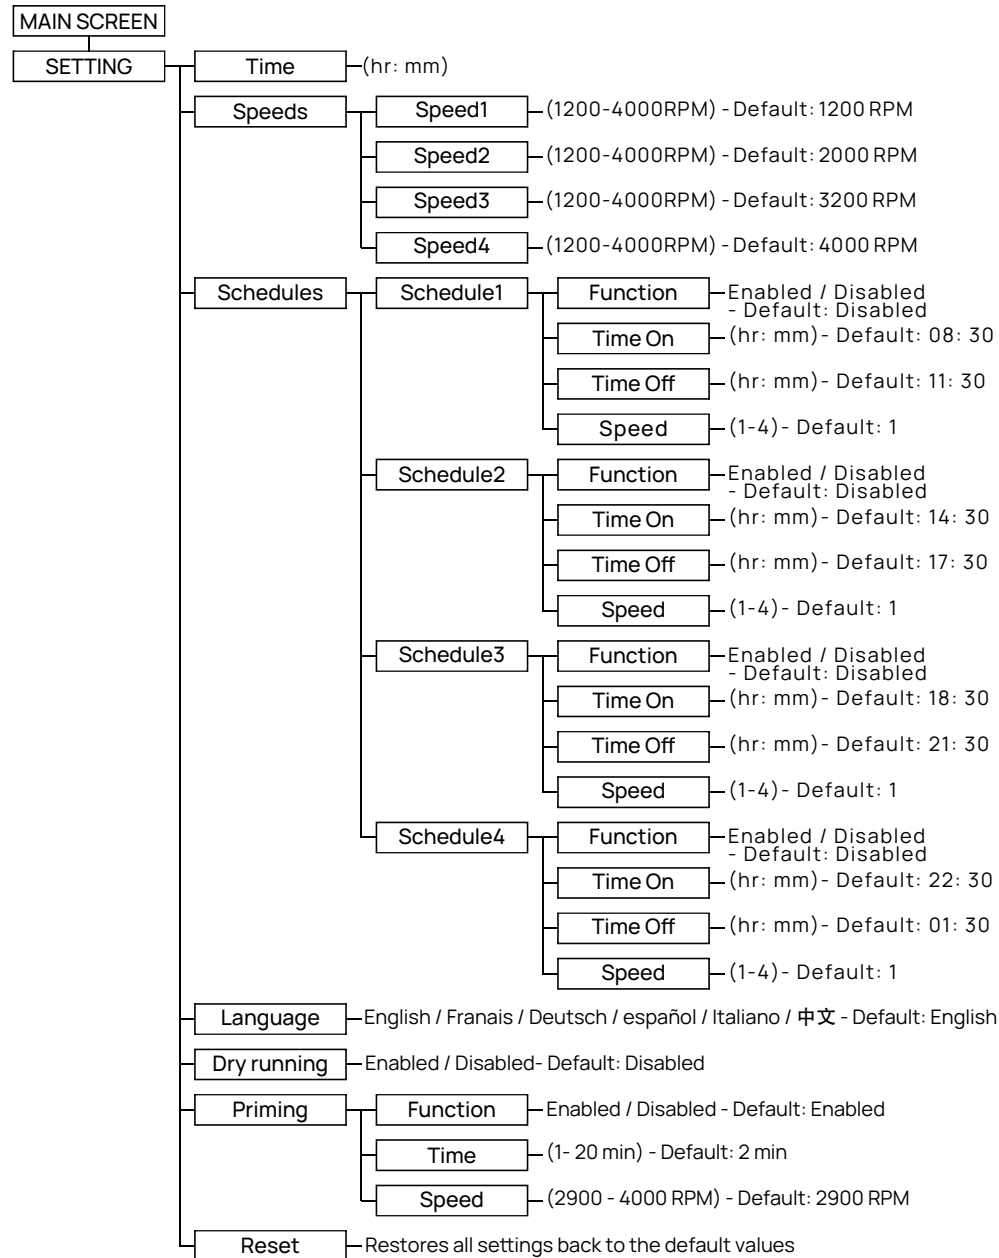 MAIN SCREEN
SETTING
Time (hr: mm)
Speeds
Speed1 (1200-4000RPM) - Default: 1200 RPM
Speed2 (1200-4000RPM) - Default: 2000 RPM
Speed3 (1200-4000RPM) - Default: 3200 RPM
Speed4 (1200-4000RPM) - Default: 4000 RPM
Schedules
Schedule1
Function Enabled / Disabled
- Default: Disabled
Time On (hr: mm) - Default: 08: 30
Time Off (hr: mm) - Default: 11: 30
Speed (1-4) - Default: 1
Schedule2
Function Enabled / Disabled
- Default: Disabled
Time On (hr: mm) - Default: 14: 30
Time Off (hr: mm) - Default: 17: 30
Speed (1-4) - Default: 1
Schedule3
Function Enabled / Disabled
- Default: Disabled
Time On (hr: mm) - Default: 18: 30
Time Off (hr: mm) - Default: 21: 30
Speed (1-4) - Default: 1
Schedule4
Function Enabled / Disabled
- Default: Disabled
Time On (hr: mm) - Default: 22: 30
Time Off (hr: mm) - Default: 01: 30
Speed (1-4) - Default: 1
Language English / Franais / Deutsch / español / Italiano / 中文 - Default: English
Dry running Enabled / Disabled- Default: Disabled
Priming
Function Enabled / Disabled - Default: Enabled
Time (1- 20 min) - Default: 2 min
Speed (2900 - 4000 RPM) - Default: 2900 RPM
Reset Restores all settings back to the default values